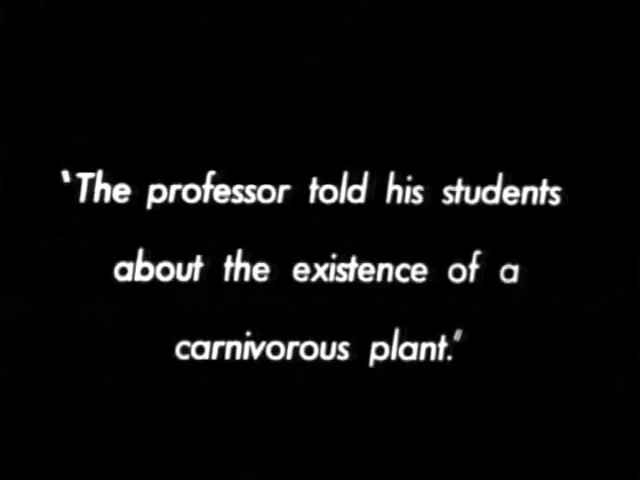 "The professor told his students
about the existence of a
carnivorous plant."